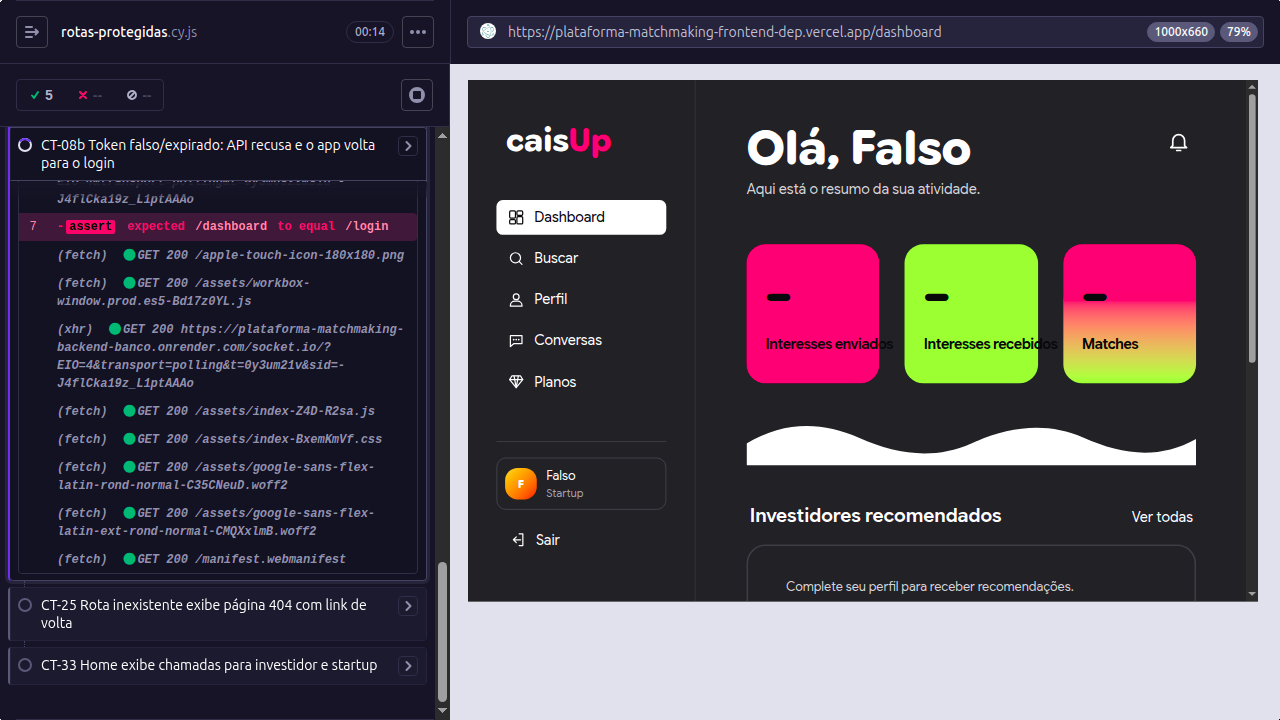 rotas-protegidas.cy.js
00:14
https://plataforma-matchmaking-frontend-dep.vercel.app/dashboard
1000x660
79%
5
--
--
CT-08b Token falso/expirado: API recusa e o app volta
para o login
J4flCka19z_L1ptAAAo
7 -assert expected /dashboard to equal /login
(fetch) GET 200 /apple-touch-icon-180x180.png
(fetch) GET 200 /assets/workbox-
window.prod.es5-Bd17z0YL.js
(xhr) GET 200 https://plataforma-matchmaking-
backend-banco.onrender.com/socket.io/?
EIO=4&transport=polling&t=0y3um21v&sid=-
J4flCka19z_L1ptAAAo
(fetch) GET 200 /assets/index-Z4D-R2sa.js
(fetch) GET 200 /assets/index-BxemKmVf.css
(fetch) GET 200 /assets/google-sans-flex-
latin-rond-normal-C35CNeuD.woff2
(fetch) GET 200 /assets/google-sans-flex-
latin-ext-rond-normal-CMQXxlmB.woff2
(fetch) GET 200 /manifest.webmanifest
CT-25 Rota inexistente exibe página 404 com link de
volta
CT-33 Home exibe chamadas para investidor e startup
caisUp
Dashboard
Buscar
Perfil
Conversas
Planos
F
Falso
Startup
Sair
Olá, Falso
Aqui está o resumo da sua atividade.
Interesses enviados
Interesses recebidos
Matches
Investidores recomendados
Ver todas
Complete seu perfil para receber recomendações.